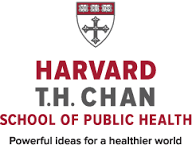 HARVARD
T.H. CHAN
SCHOOL OF PUBLIC HEALTH
Powerful ideas for a healthier world